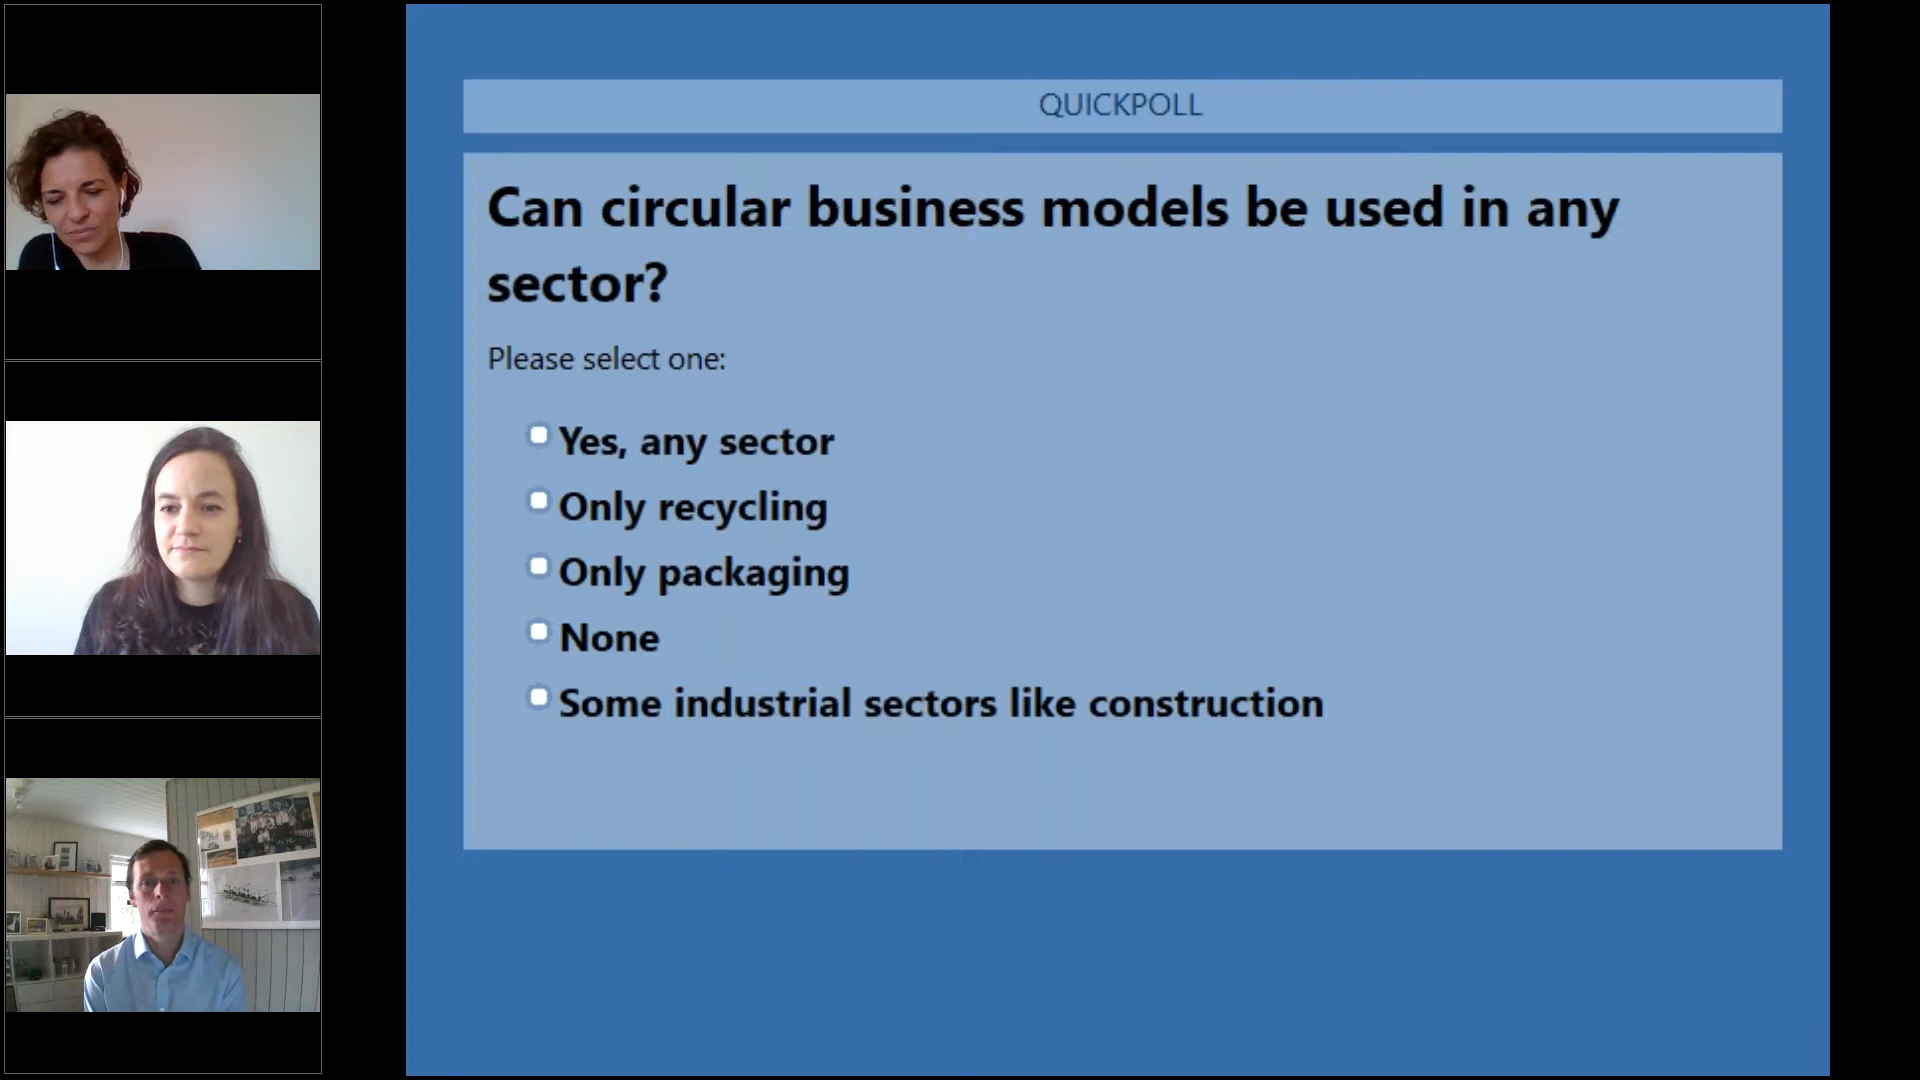 QUICKPOLL
Can circular business models be used in any
sector?
Please select one:
Yes, any sector
Only recycling
Only packaging
None
Some industrial sectors like construction